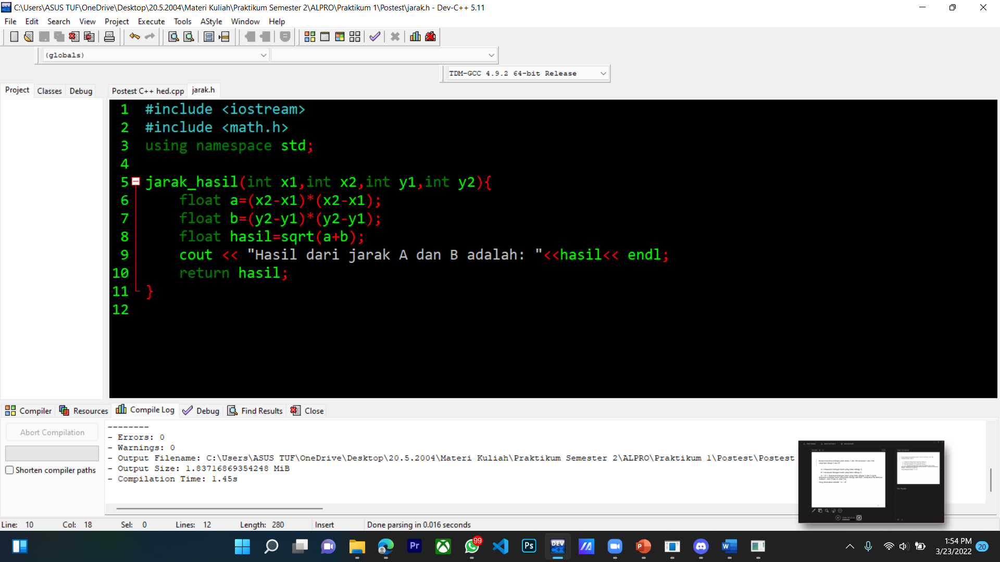 C:\Users\ASUS TUF\OneDrive\Desktop\20.5.2004\Materi Kuliah\Praktikum Semester 2\ALPRO\Praktikum 1\Postest\jarak.h - Dev-C++ 5.11
File Edit Search View Project Execute Tools AStyle Window Help
(globals)
TDM-GCC 4.9.2 64-bit Release
Project Classes Debug Postest C++ hed.cpp jarak.h
1 #include <iostream>
2 #include <math.h>
3 using namespace std;
4
5 jarak_hasil(int x1,int x2,int y1,int y2){
6 float a=(x2-x1)*(x2-x1);
7 float b=(y2-y1)*(y2-y1);
8 float hasil=sqrt(a+b);
9 cout << "Hasil dari jarak A dan B adalah: "<<hasil<< endl;
10 return hasil;
11 }
12
Compiler Resources Compile Log Debug Find Results Close
Abort Compilation
Shorten compiler paths
--------
- Errors: 0
- Warnings: 0
- Output Filename: C:\Users\ASUS TUF\OneDrive\Desktop\20.5.2004\Materi Kuliah\Praktikum Semester 2\ALPRO\Praktikum 1\Postest\Postest
- Output Size: 1.83716869354248 MiB
- Compilation Time: 1.45s
Line: 10 Col: 18 Sel: 0 Lines: 12 Length: 280 Insert Done parsing in 0.016 seconds
DEV C++
Pr
99
Ps
DEV C++
P
W
1:54 PM
3/23/2022
20